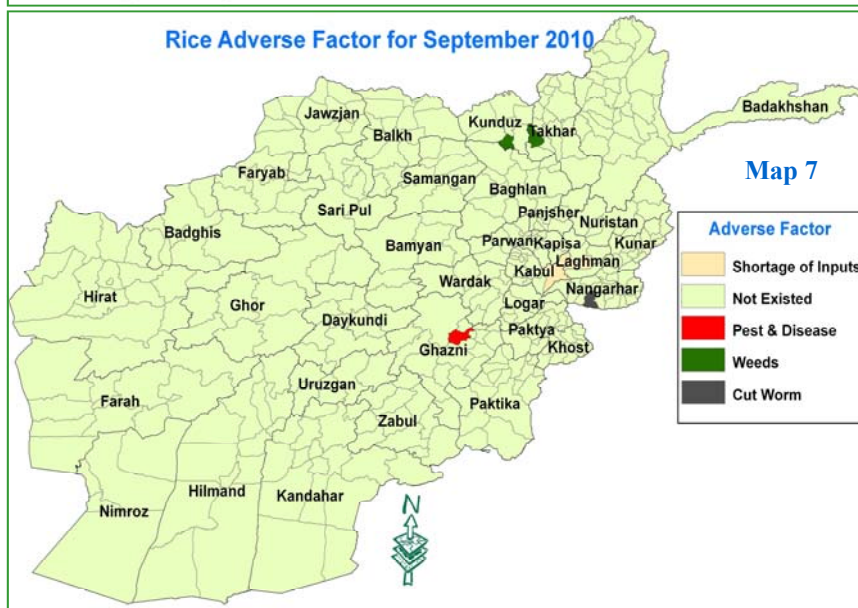 Rice Adverse Factor for September 2010
Badakhshan
Jawzjan
Kunduz
Takhar
Balkh
Map 7
Faryab
Samangan
Baghlan
Sari Pul
Panjsher
Nuristan
Badghis
Bamyan
Parwan
Kapisa
Kunar
Laghman
Kabul
Wardak
Nangarhar
Hirat
Ghor
Logar
Daykundi
Paktya
Ghazni
Khost
Uruzgan
Farah
Paktika
Zabul
Hilmand
Kandahar
Nimroz
N
Adverse Factor
Shortage of Inputs
Not Existed
Pest & Disease
Weeds
Cut Worm